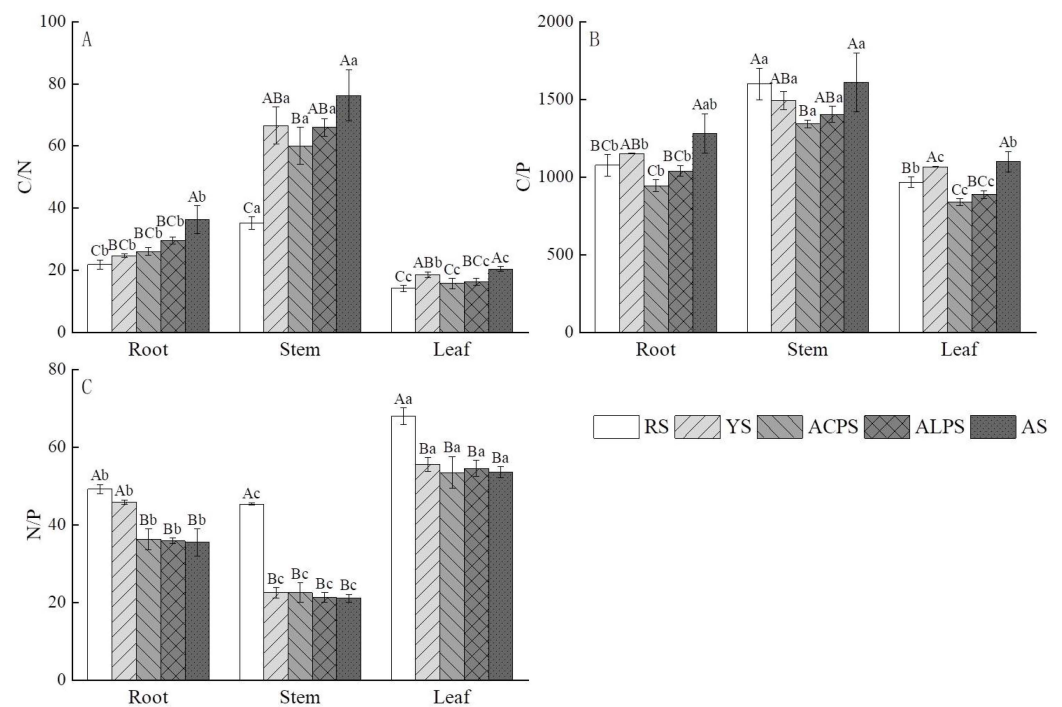 A
C/N
100
80
60
40
20
0
Cb BCb BCb BCb Ab
Ca ABa Ba ABa Aa
Cc ABb Cc BCc Ac
Root Stem Leaf
B
C/P
2000
1500
1000
500
0
BCb ABb Cb BCb Aab
Aa ABa Ba ABa Aa
Bb Ac Cc BCc Ab
Root Stem Leaf
C
N/P
80
60
40
20
0
Ab Ab Bb Bb Bb
Ac Bc Bc Bc Bc
Aa Ba Ba Ba Ba
Root Stem Leaf
RS YS ACPS ALPS AS